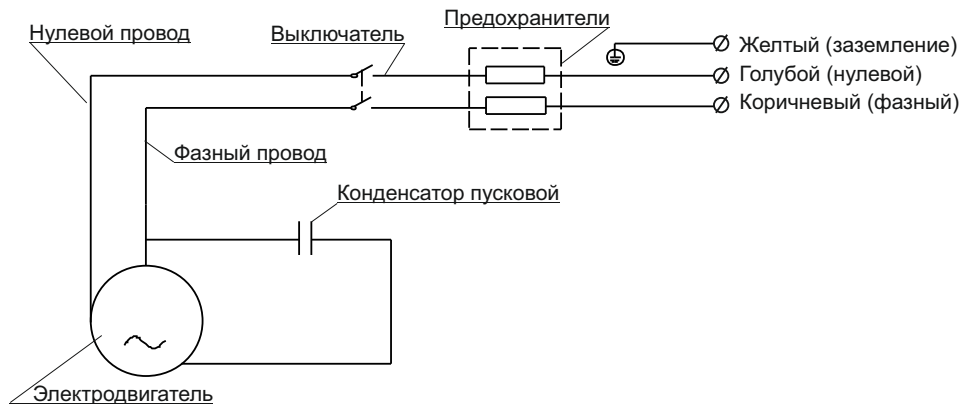 Предохранители
Нулевой провод
Выключатель
Желтый (заземление)
Голубой (нулевой)
Коричневый (фазный)
Фазный провод
Конденсатор пусковой
Электродвигатель